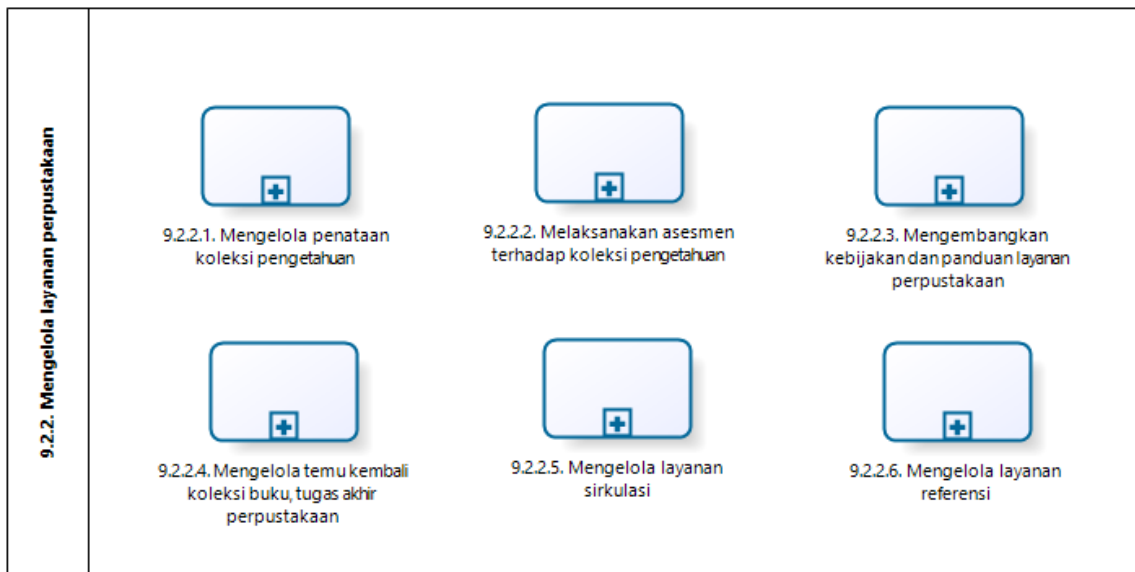 9.2.2. Mengelola layanan perpustakaan
9.2.2.1. Mengelola penataan
koleksi pengetahuan
9.2.2.2. Melaksanakan asesmen
terhadap koleksi pengetahuan
9.2.2.3. Mengembangkan
kebijakan dan panduan layanan
perpustakaan
9.2.2.4. Mengelola temu kembali
koleksi buku, tugas akhir
perpustakaan
9.2.2.5. Mengelola layanan
sirkulasi
9.2.2.6. Mengelola layanan
referensi